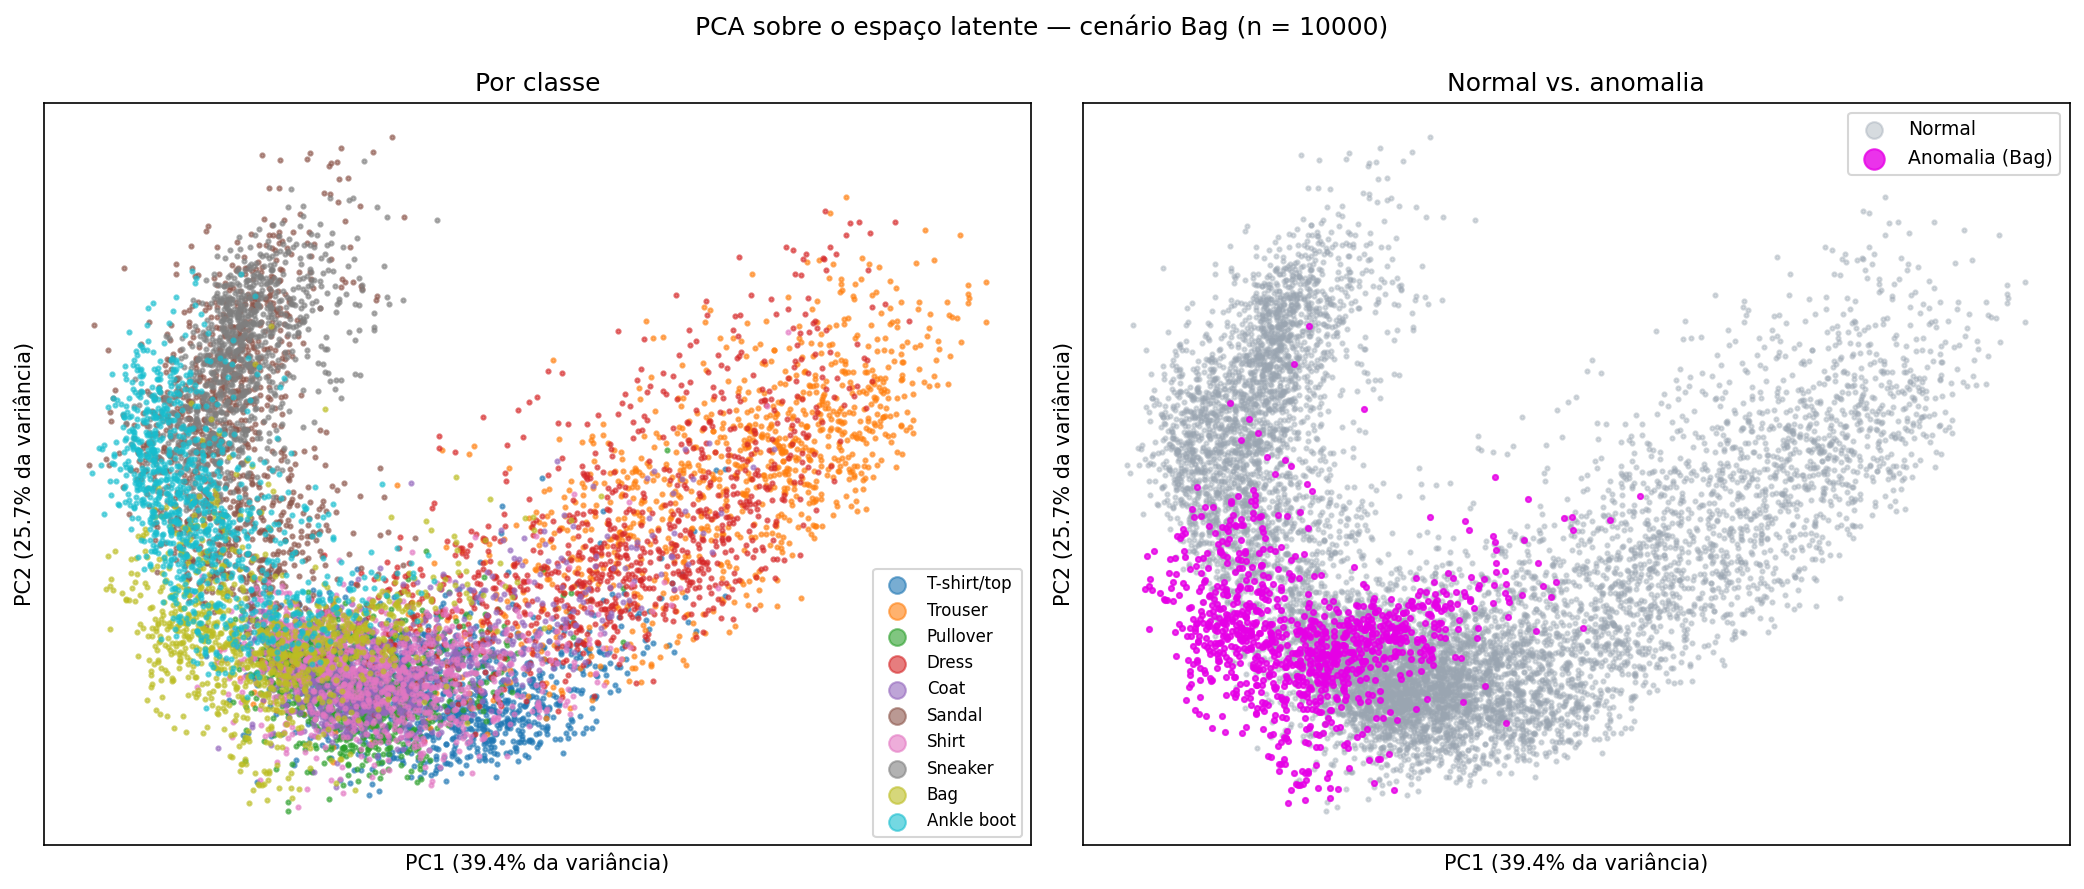 PCA sobre o espaço latente — cenário Bag (n = 10000)
Por classe
PC2 (25.7% da variância)
T-shirt/top
Trouser
Pullover
Dress
Coat
Sandal
Shirt
Sneaker
Bag
Ankle boot
PC1 (39.4% da variância)
Normal vs. anomalia
PC2 (25.7% da variância)
Normal
Anomalia (Bag)
PC1 (39.4% da variância)